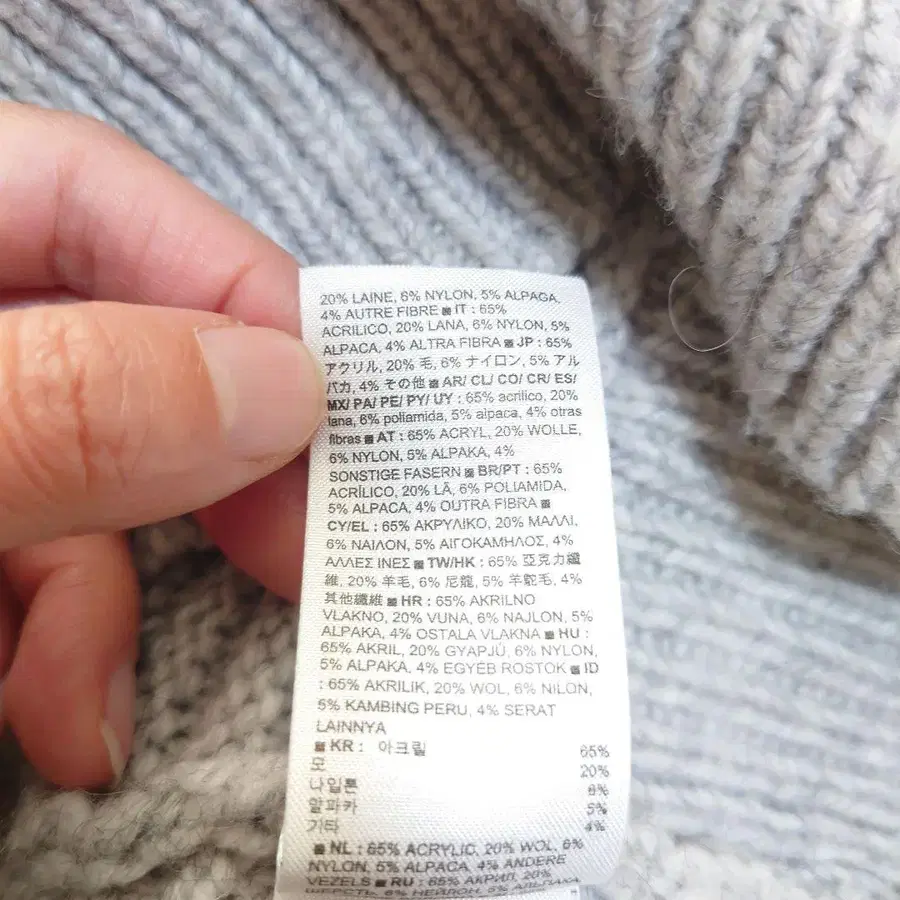 20% LAINE, 6% NYLON, 5% ALPAGA,
4% AUTRE FIBRE ■ IT : 65%
ACRILICO, 20% LANA, 6% NYLON, 5%
ALPACA, 4% ALTRA FIBRA ■ JP : 65%
アクリル, 20% 毛, 6% ナイロン, 5% アル
パカ, 4% その他 ■ AR/ CL/ CO/ CR/ ES/
MX/ PA/ PE/ PY/ UY : 65% acrílico, 20%
lana, 6% poliamida, 5% alpaca, 4% otras
fibras ■ AT : 65% ACRYL, 20% WOLLE,
6% NYLON, 5% ALPAKA, 4%
SONSTIGE FASERN ■ BR/PT : 65%
ACRÍLICO, 20% LÃ, 6% POLIAMIDA,
5% ALPACA, 4% OUTRA FIBRA ■
CY/EL : 65% ΑΚΡΥΛΙΚΟ, 20% ΜΑΛΛΙ,
6% ΝΑΙΛΟΝ, 5% ΑΙΓΟΚΑΜΗΛΟΣ, 4%
ΑΛΛΕΣ ΙΝΕΣ ■ TW/HK : 65% 亞克力纖
維, 20% 羊毛, 6% 尼龍, 5% 羊駝毛, 4%
其他纖維 ■ HR : 65% AKRILNO
VLAKNO, 20% VUNA, 6% NAJLON, 5%
ALPAKA, 4% OSTALA VLAKNA ■ HU :
65% AKRIL, 20% GYAPJÚ, 6% NYLON,
5% ALPAKA, 4% EGYÉB ROSTOK ■ ID
: 65% AKRILIK, 20% WOL, 6% NILON,
5% KAMBING PERU, 4% SERAT
LAINNYA
■ KR : 아크릴 65%
모 20%
나일론 6%
알파카 5%
기타 4%
■ NL : 65% ACRYLIC, 20% WOL, 6%
NYLON, 5% ALPACA, 4% ANDERE
VEZELS ■ RU : 65% АКРИЛ, 20%
ШЕРСТЬ, 6% НЕЙЛОН, 5% АЛЬПАКА